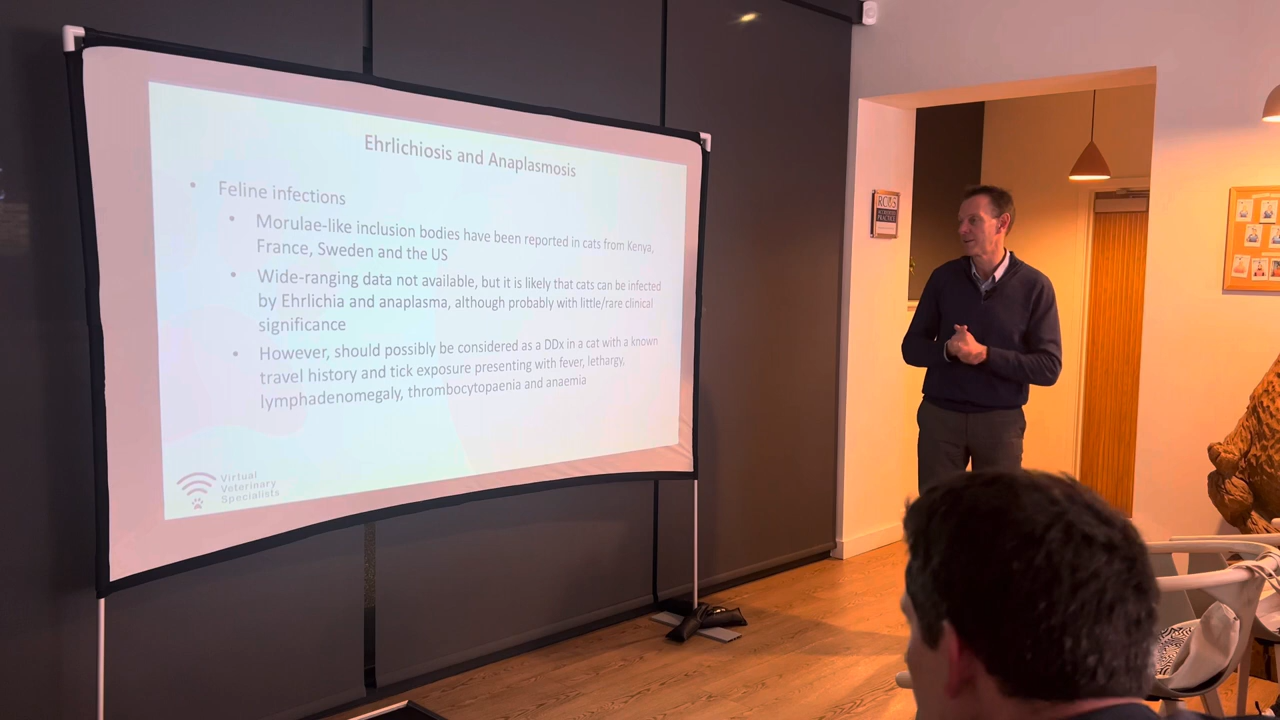 Ehrlichiosis and Anaplasmosis
• Feline infections
• Morulae-like inclusion bodies have been reported in cats from Kenya,
France, Sweden and the US
• Wide-ranging data not available, but it is likely that cats can be infected
by Ehrlichia and anaplasma, although probably with little/rare clinical
significance
• However, should possibly be considered as a DDx in a cat with a known
travel history and tick exposure presenting with fever, lethargy,
lymphadenomegaly, thrombocytopaenia and anaemia
Virtual
Veterinary
Specialists
RCVS
ACCREDITED
PRACTICE